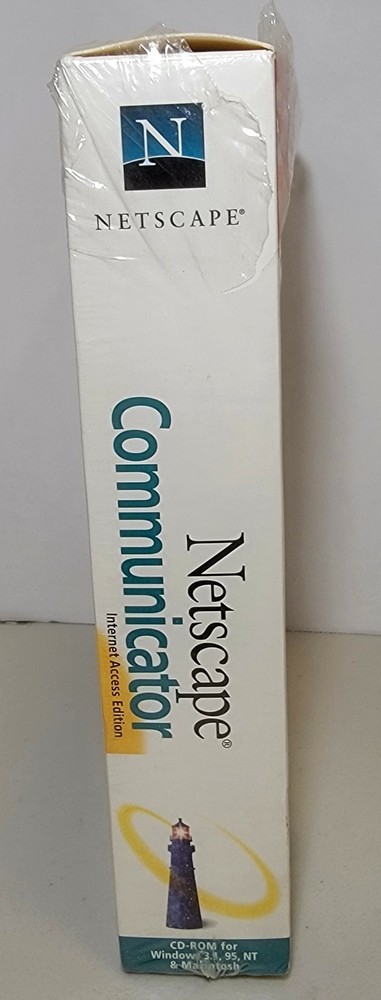 N
NETSCAPE®
Netscape®
Communicator
Internet Access Edition
CD-ROM for
Windows 3.1, 95, NT
& Macintosh